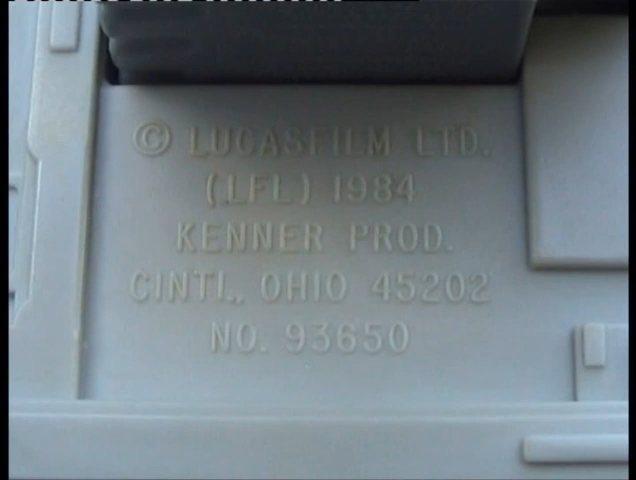 © LUCASFILM LTD.
(LFL) 1984
KENNER PROD.
CINTI., OHIO 45202
NO. 93650